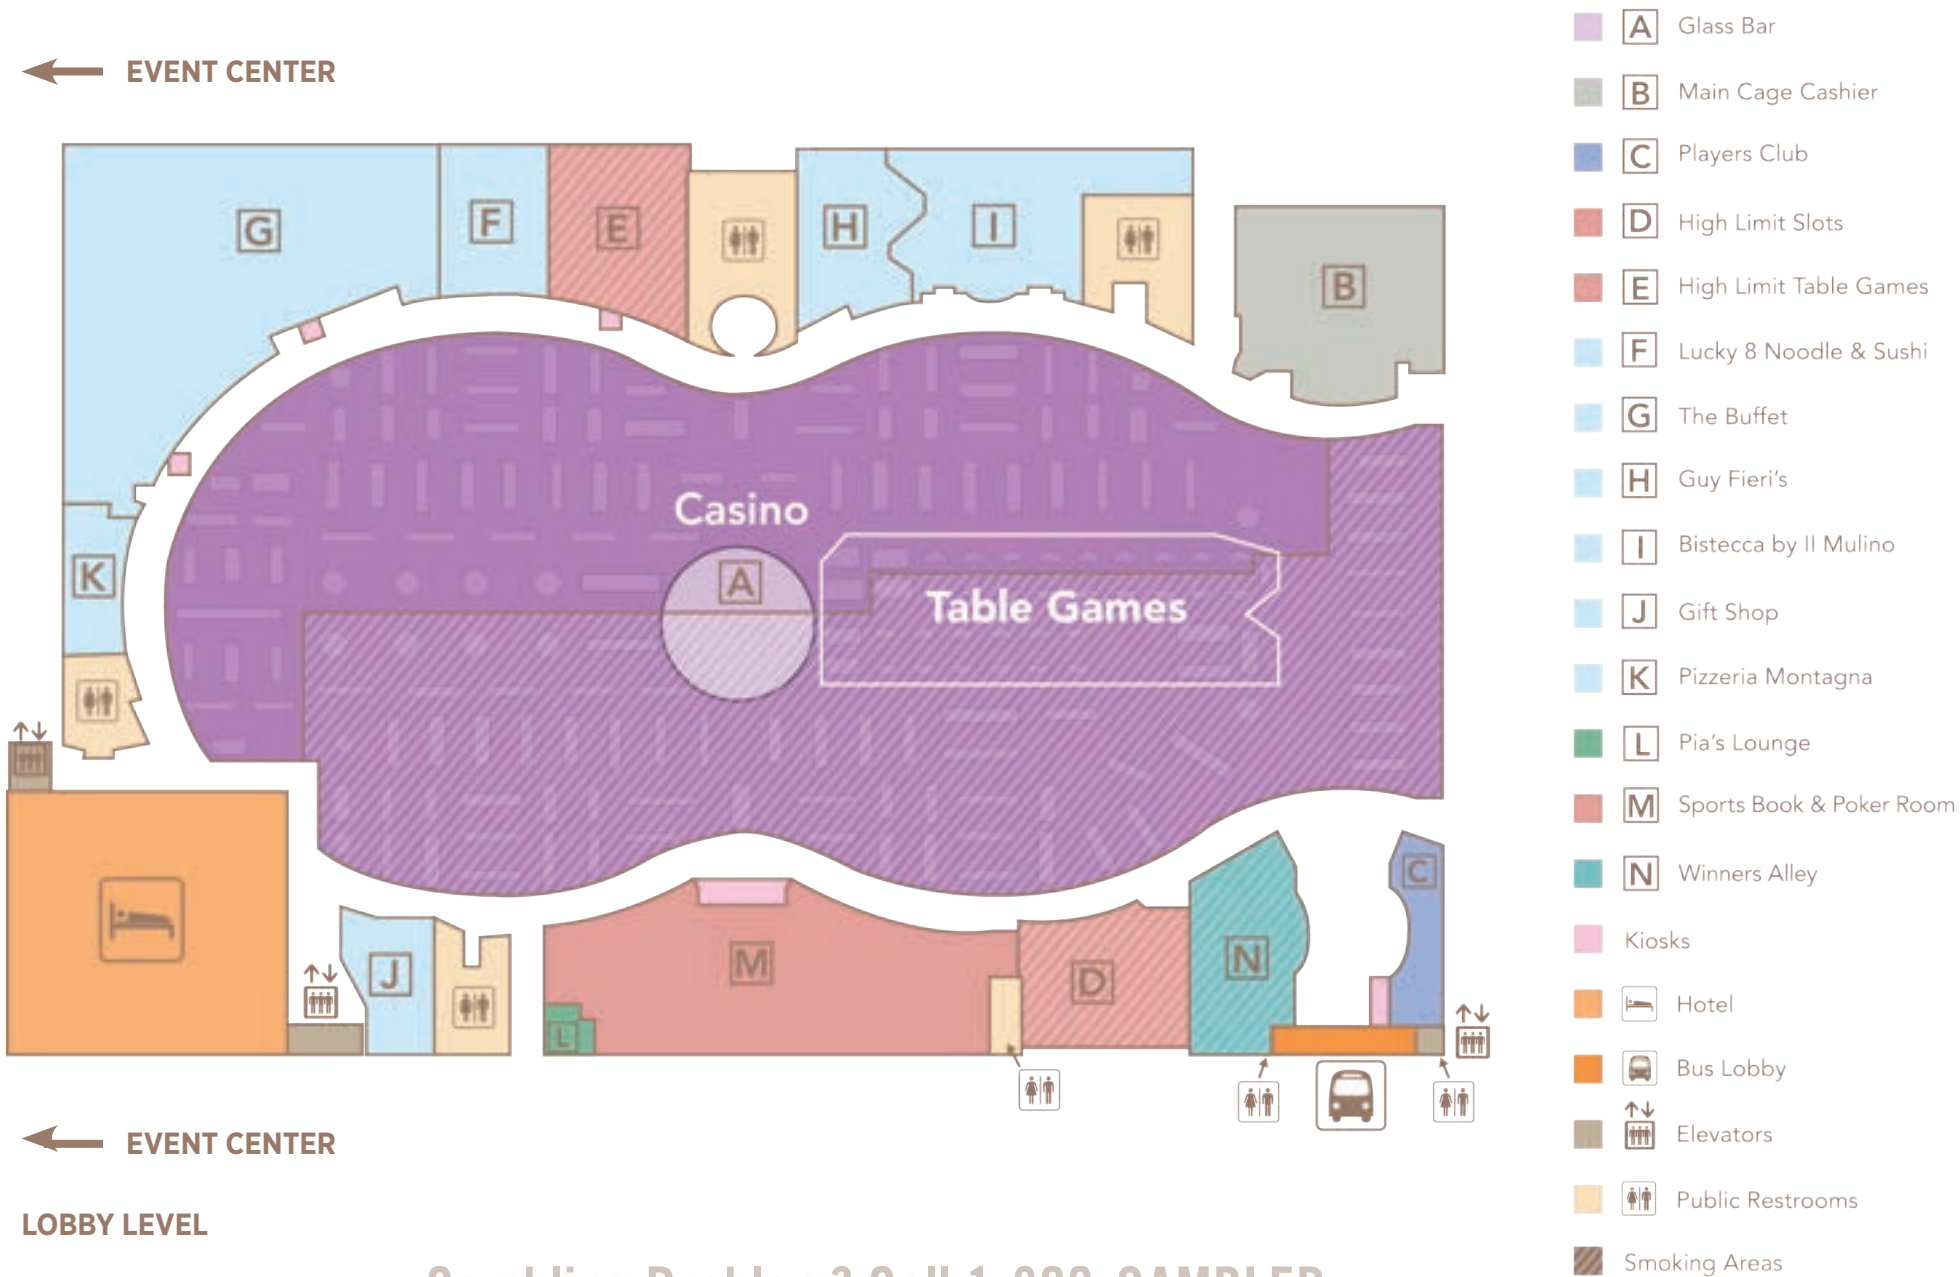 EVENT CENTER
G
F
E
H
I
B
K
Casino
A
Table Games
J
M
L
D
N
C
EVENT CENTER
LOBBY LEVEL
A Glass Bar
B Main Cage Cashier
C Players Club
D High Limit Slots
E High Limit Table Games
F Lucky 8 Noodle & Sushi
G The Buffet
H Guy Fieri's
I Bistecca by Il Mulino
J Gift Shop
K Pizzeria Montagna
L Pia's Lounge
M Sports Book & Poker Room
N Winners Alley
Kiosks
Hotel
Bus Lobby
Elevators
Public Restrooms
Smoking Areas